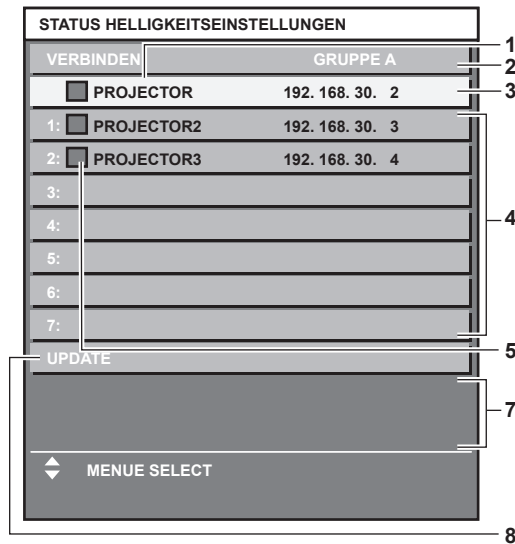 STATUS HELLIGKEITSEINSTELLUNGEN
1
VERBINDEN GRUPPE A 2
PROJECTOR 192. 168. 30. 2 3
1: PROJECTOR2 192. 168. 30. 3
2: PROJECTOR3 192. 168. 30. 4
3:
4: 4
5:
6:
7:
UPDATE 5
7
MENUE SELECT
8